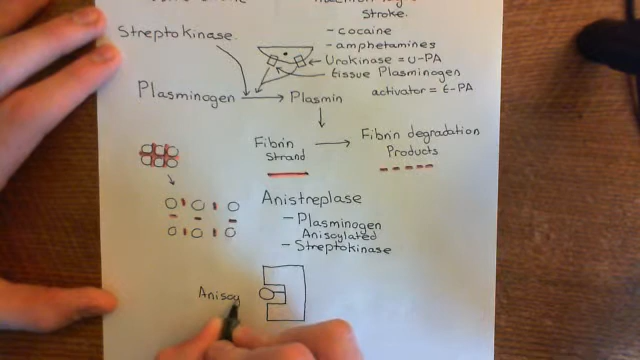 Stroke.
Streptokinase.
- cocaine
- amphetamines
Urokinase = U-PA
tissue Plasminogen
activator = t-PA
Plasminogen
Plasmin
Fibrin
Strand
Fibrin degradation
Products
Anistreplase
- Plasminogen
Anisoylated
- Streptokinase
Anisoy